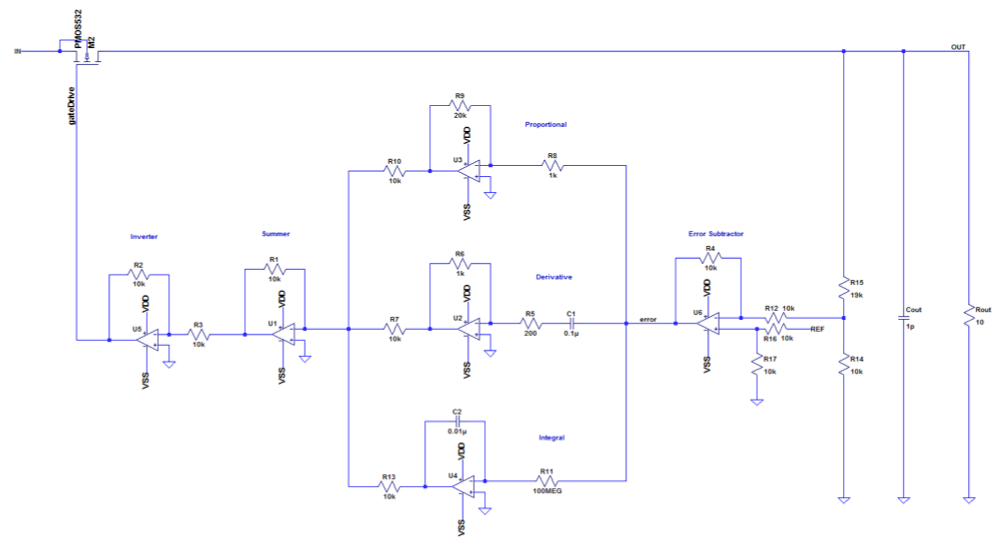 PMOS532
M2
IN
OUT
gateDrive
R9
20k
Proportional
VDD
U3
R10
10k
R8
1k
VSS
Inverter
Summer
Error Subtractor
R2
10k
R1
10k
R6
1k
Derivative
R4
10k
VDD
U5
R3
10k
VDD
U1
R7
10k
VDD
U2
R5
200
C1
0.1µ
error
VDD
U6
R12 10k
R16 10k
REF
R15
19k
Cout
1p
Rout
10
VSS
VSS
VSS
VSS
R17
10k
R14
10k
C2
0.01µ
Integral
VDD
U4
R13
10k
R11
100MEG
VSS